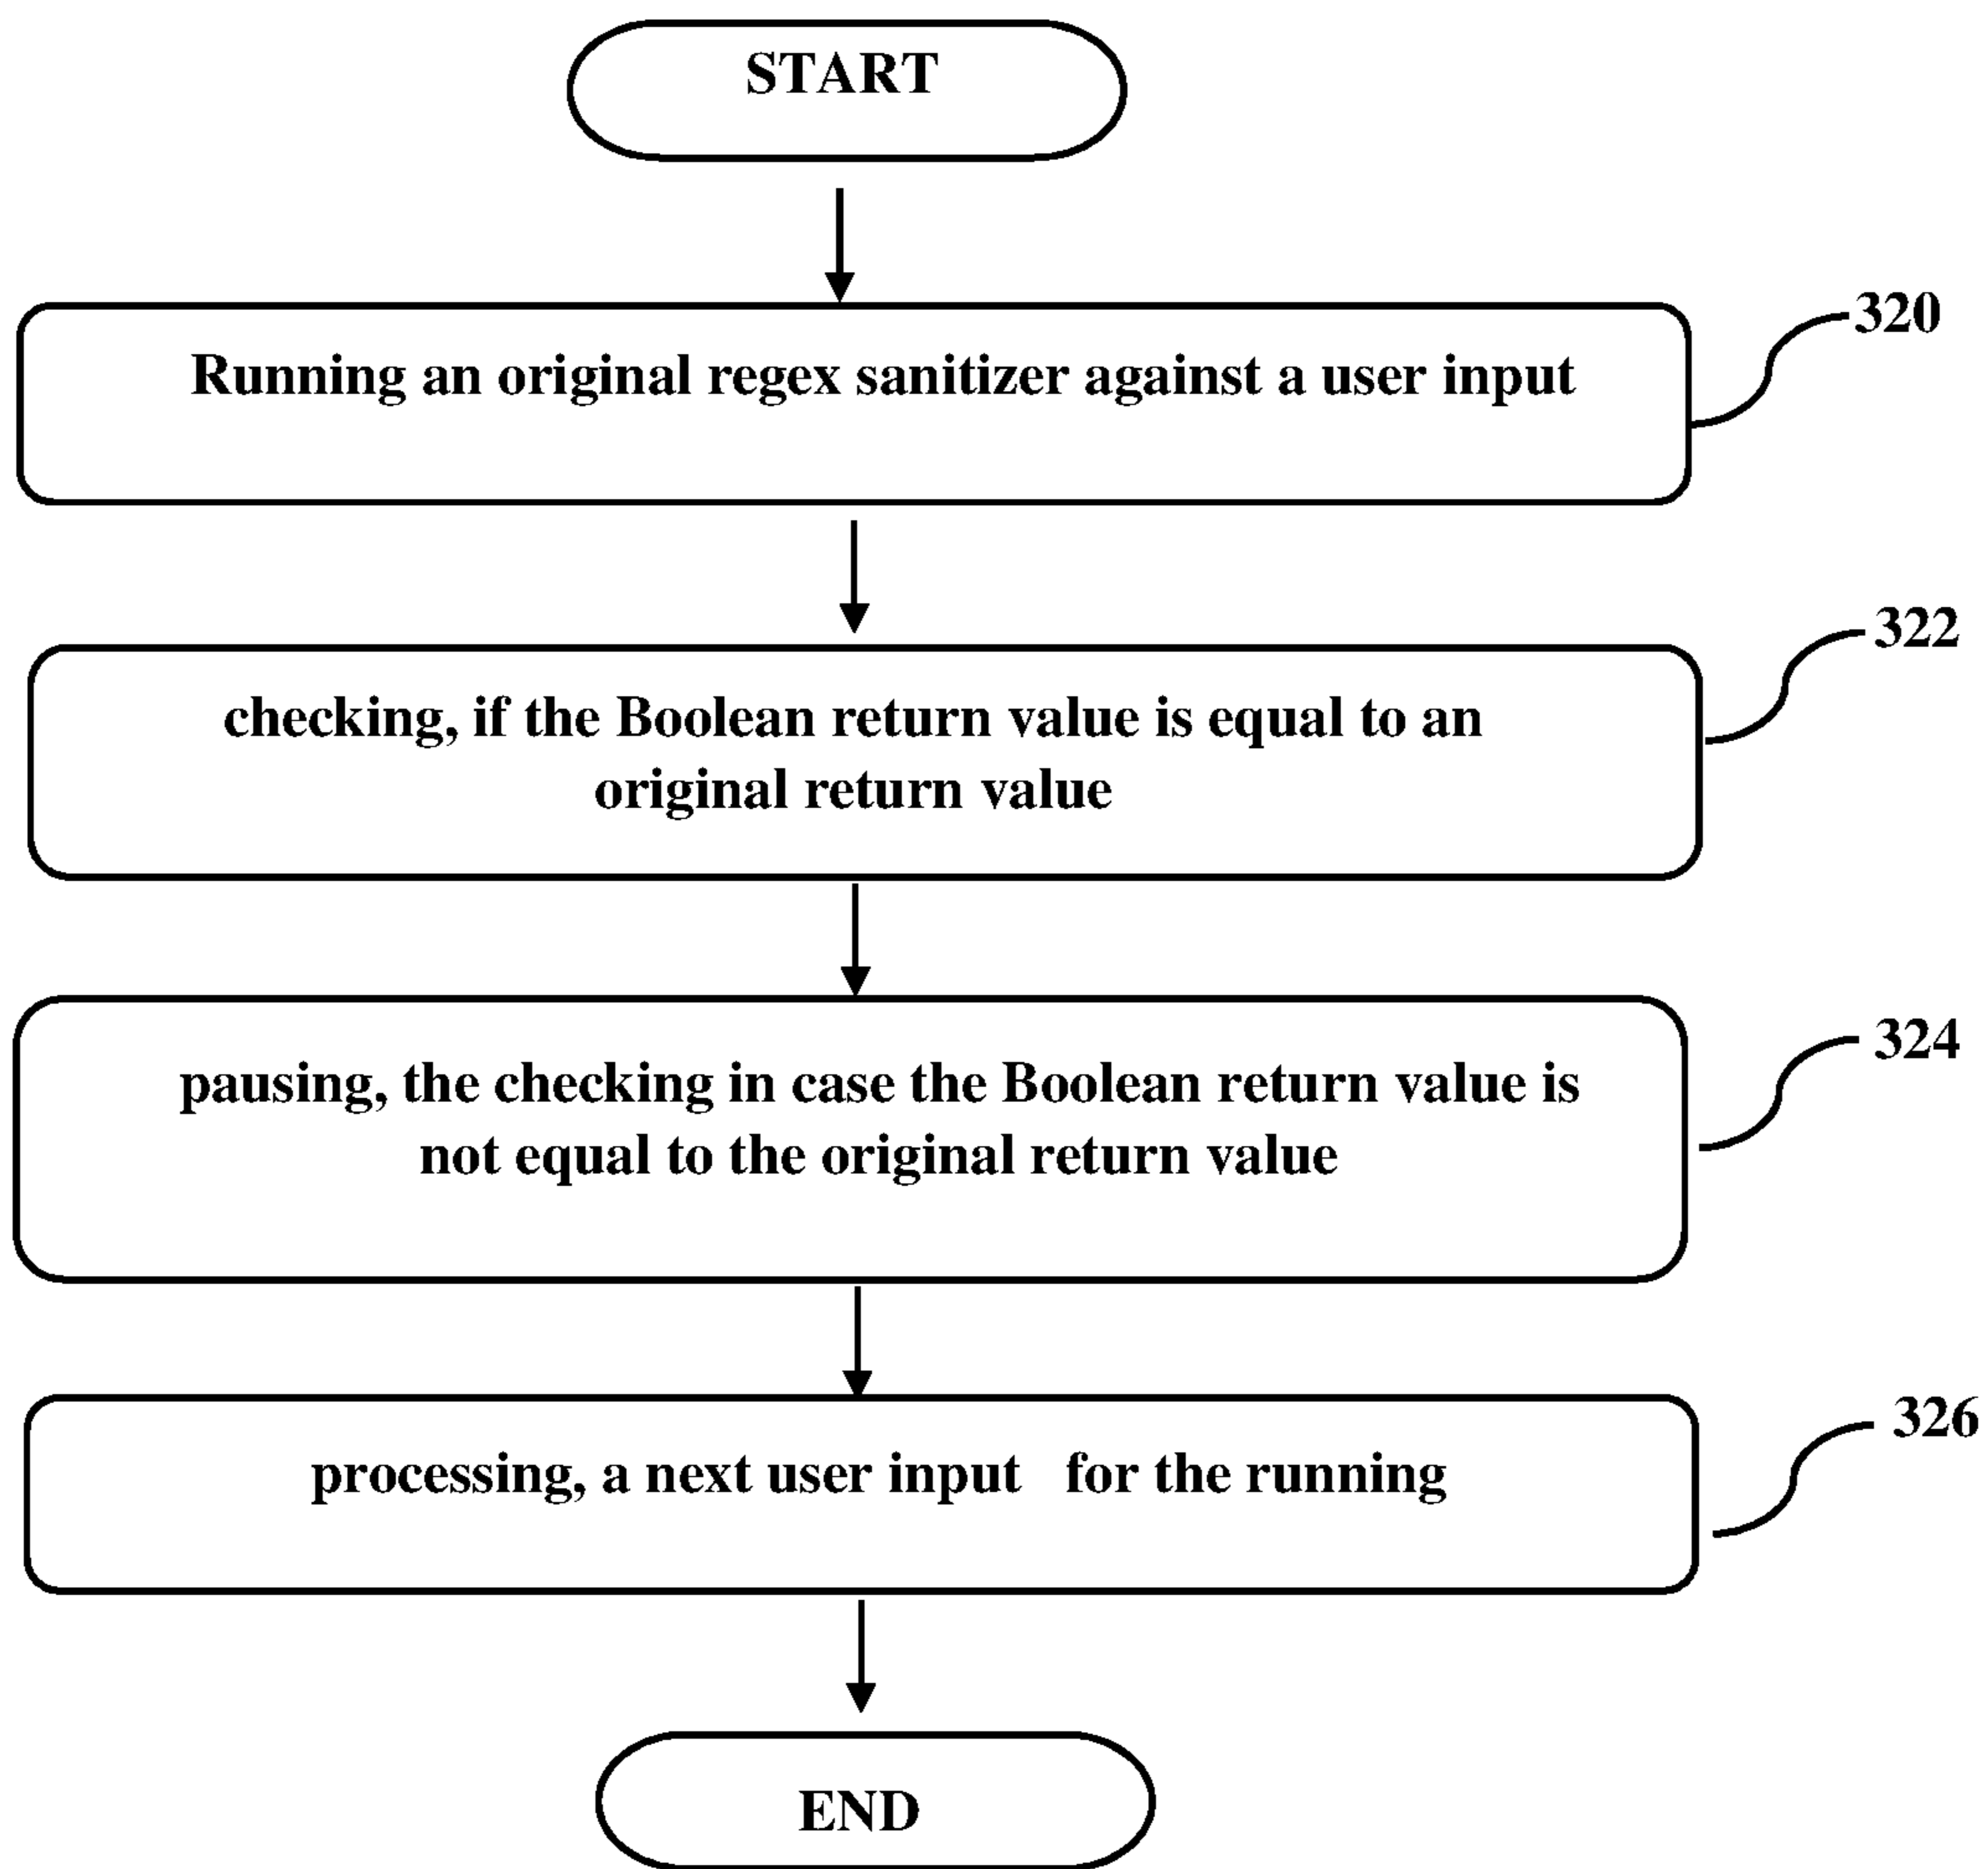 START
320
Running an original regex sanitizer against a user input
322
checking, if the Boolean return value is equal to an
original return value
324
pausing, the checking in case the Boolean return value is
not equal to the original return value
326
processing, a next user input for the running
END